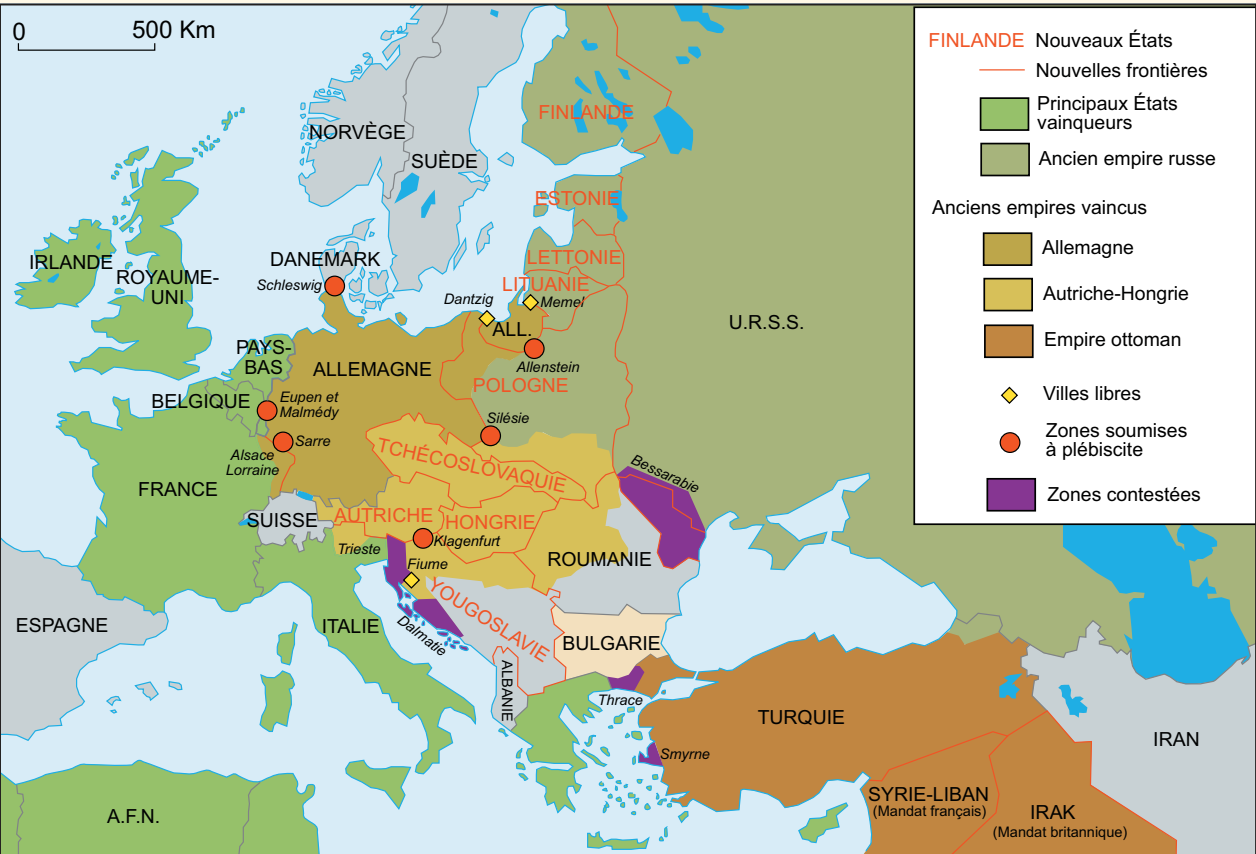 0 500 Km
FINLANDE Nouveaux États
Nouvelles frontières
Principaux États
vainqueurs
Ancien empire russe
Anciens empires vaincus
Allemagne
Autriche-Hongrie
Empire ottoman
Villes libres
Zones soumises
à plébiscite
Zones contestées
NORVÈGE
SUÈDE
FINLANDE
ESTONIE
LETTONIE
LITUANIE
Memel
DANEMARK
Schleswig
IRLANDE
ROYAUME-
UNI
Dantzig
ALL.
Allenstein
U.R.S.S.
PAYS-
BAS
ALLEMAGNE
POLOGNE
BELGIQUE
Eupen et
Malmédy
Silésie
Sarre
Alsace
Lorraine
TCHÉCOSLOVAQUIE
Bessarabie
FRANCE
SUISSE
AUTRICHE
HONGRIE
Klagenfurt
Trieste
Fiume
ROUMANIE
YOUGOSLAVIE
ESPAGNE
ITALIE
Dalmatie
BULGARIE
ALBANIE
Thrace
TURQUIE
Smyrne
IRAN
SYRIE-LIBAN
(Mandat français)
IRAK
(Mandat britannique)
A.F.N.